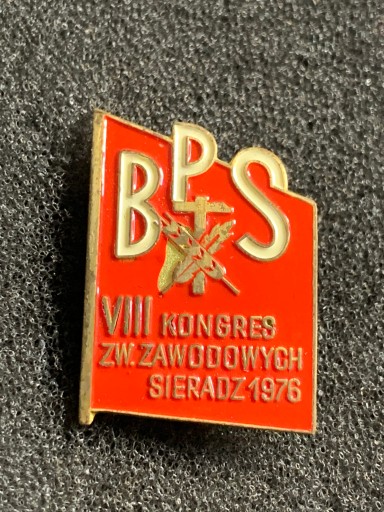 BPS
VIII KONGRES
ZW. ZAWODOWYCH
SIERADZ 1976